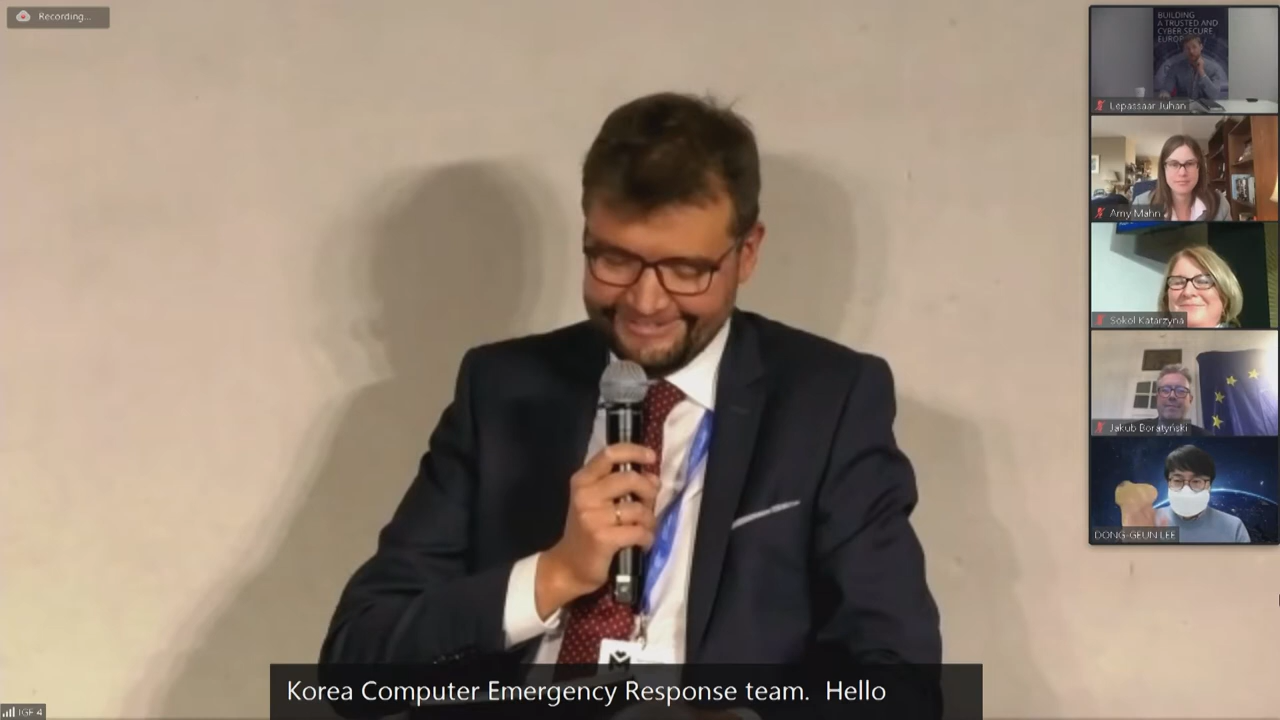 Recording...
BUILDING
A TRUSTED AND
CYBER SECURE
EUROPE
Lepassaar Juhan
Amy Mahn
Sokol Katarzyna
Jakub Boratyński
DONG-GEUN LEE
Korea Computer Emergency Response team. Hello
IGF 4